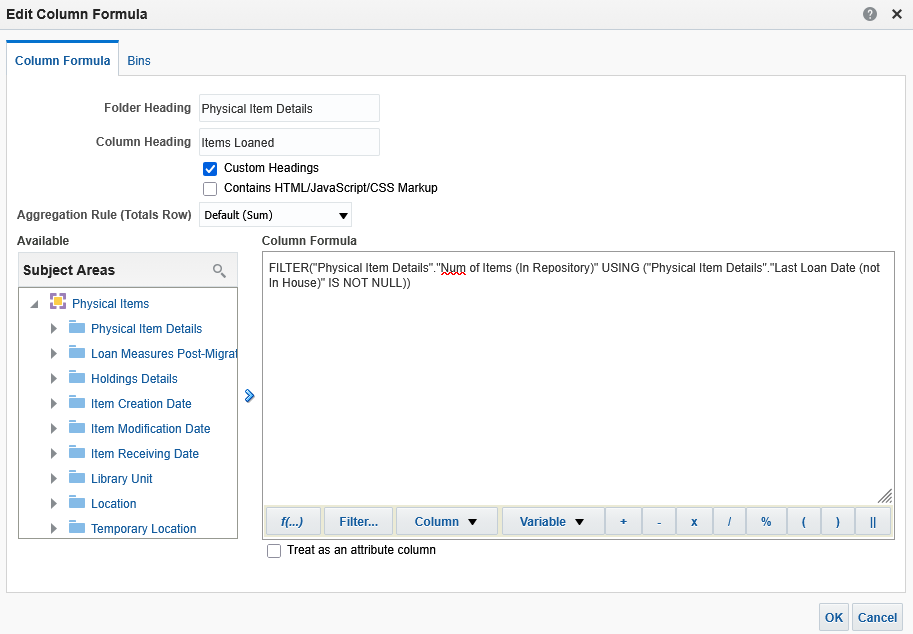 Edit Column Formula
Column Formula
Bins
Folder Heading
Physical Item Details
Column Heading
Items Loaned
Custom Headings
Contains HTML/JavaScript/CSS Markup
Aggregation Rule (Totals Row)
Default (Sum)
Available
Column Formula
Subject Areas
Physical Items
Physical Item Details
Loan Measures Post-Migrat
Holdings Details
Item Creation Date
Item Modification Date
Item Receiving Date
Library Unit
Location
Temporary Location
FILTER("Physical Item Details"."Num of Items (In Repository)" USING ("Physical Item Details"."Last Loan Date (not
In House)" IS NOT NULL))
f(...) Filter... Column Variable + - x / % ( ) ||
Treat as an attribute column
OK Cancel